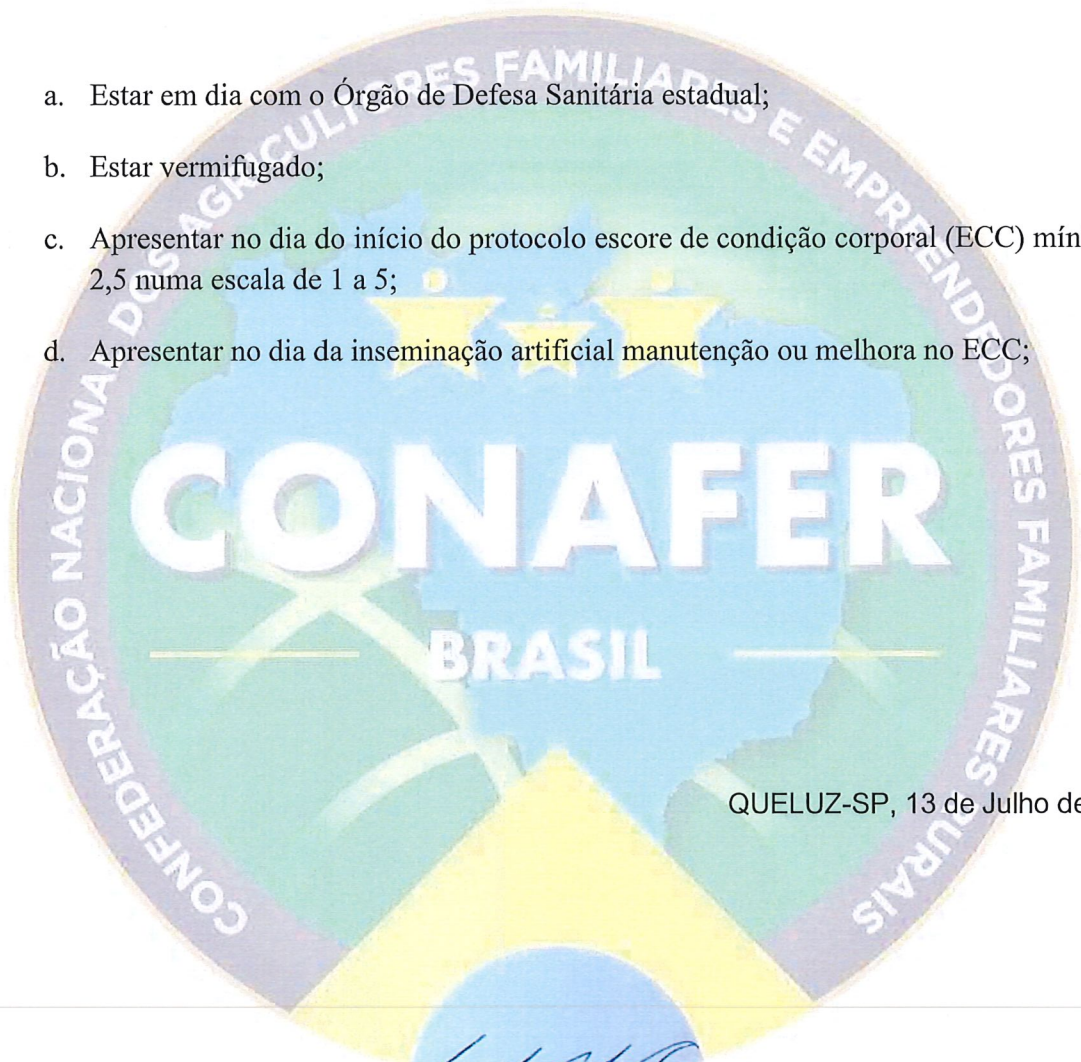 a. Estar em dia com o Órgão de Defesa Sanitária estadual;
b. Estar vermifugado;
c. Apresentar no dia do início do protocolo escore de condição corporal (ECC) mín
2,5 numa escala de 1 a 5;
d. Apresentar no dia da inseminação artificial manutenção ou melhora no ECC;
CONFEDERAÇÃO NACIONAL DOS AGRICULTORES FAMILIARES E EMPREENDEDORES FAMILIARES RURAIS
CONAFER
BRASIL
QUELUZ-SP, 13 de Julho de